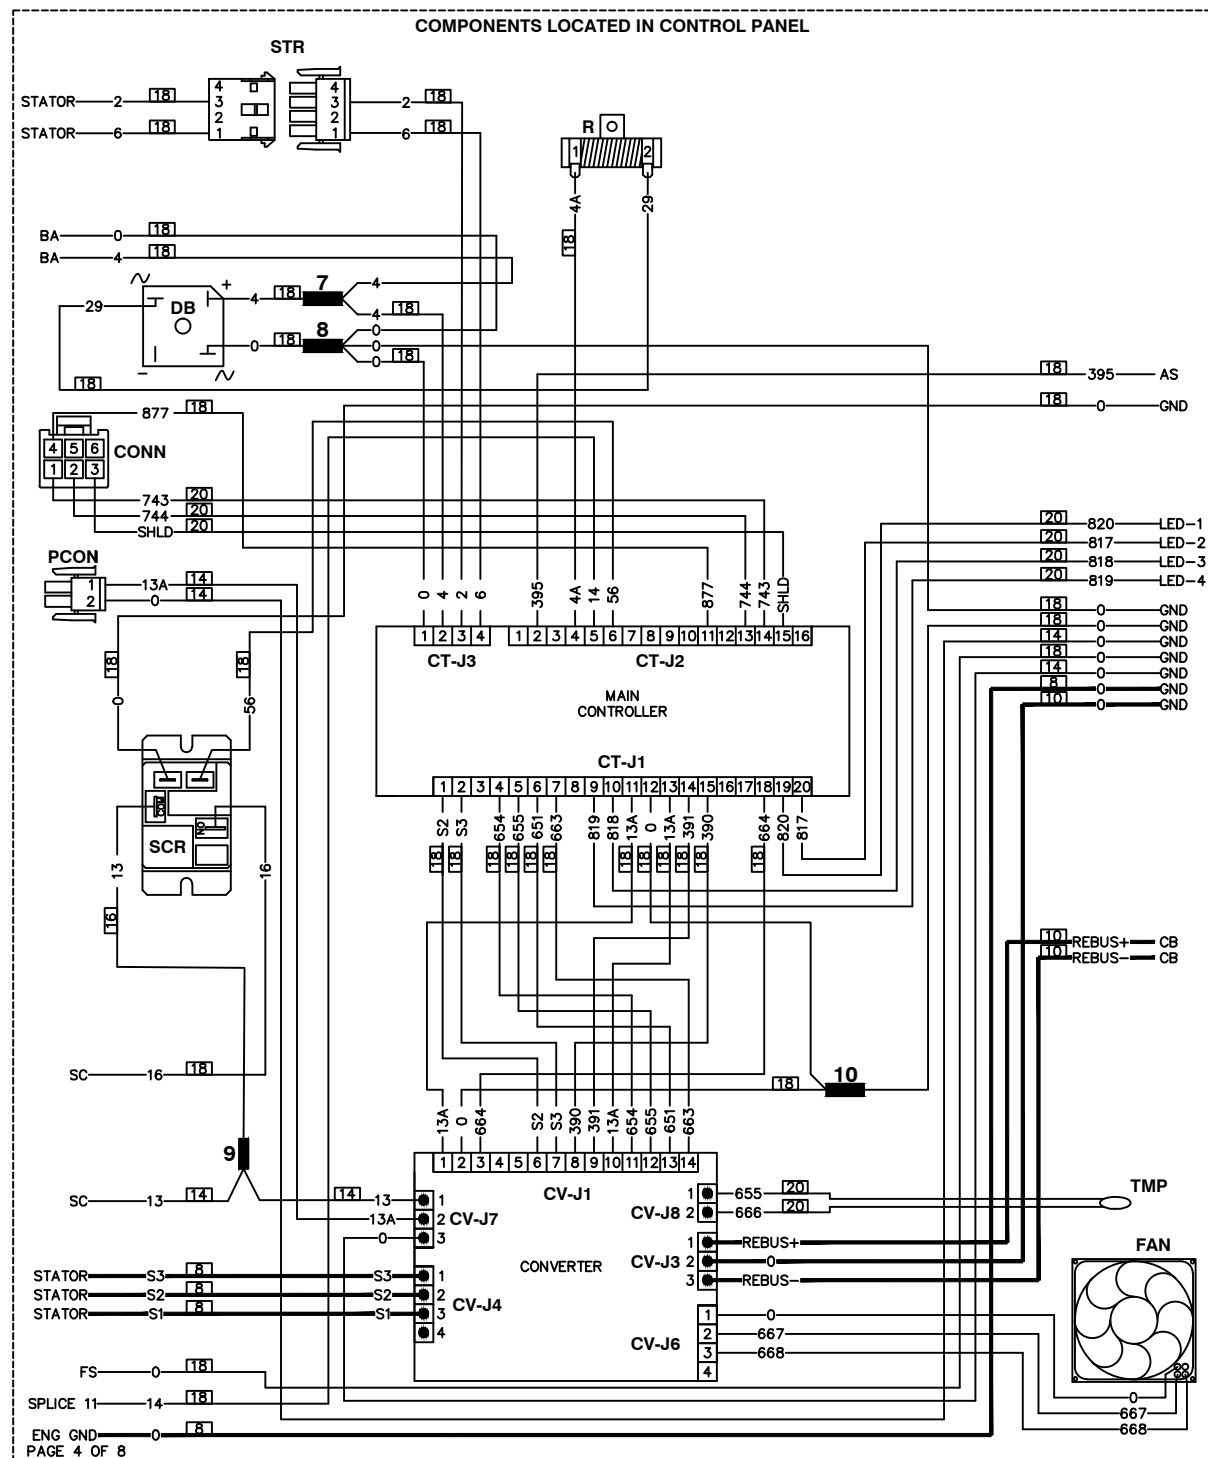 COMPONENTS LOCATED IN CONTROL PANEL
STR
STATOR 2 18 4 3 2 1 4 3 2 1 2 18
STATOR 6 18 6 18
R
1 2
4A 29
18
BA 0 18
BA 4 18
29 DB + 4 18 7 4
4 18
- 0 18 8 0
0
0 18
18
18 395 AS
18 0 GND
877 18
4 5 6
1 2 3
CONN
743 20
744 20
SHLD 20
20 820 LED-1
20 817 LED-2
20 818 LED-3
20 819 LED-4
PCON
1 13A 14
2 0 14
0 4 2 6 395 4A 14 56 877 744 743 SHLD
18 0 GND
18 0 GND
14 0 GND
18 0 GND
14 0 GND
8 0 GND
10 0 GND
1 2 3 4 1 2 3 4 5 6 7 8 9 10 11 12 13 14 15 16
CT-J3 CT-J2
18 18
0 56
MAIN
CONTROLLER
CT-J1
1 2 3 4 5 6 7 8 9 10 11 12 13 14 15 16 17 18 19 20
S2 S3 654 655 651 663 819 818 13A 0 13A 391 390 664 820 817
18 18 18 18 18 18 18 18 18 18 18
COM
NO
SCR
13 16
16
10 REBUS+ CB
10 REBUS- CB
SC 16 18
18 10
13A 0 664 S2 S3 390 391 13A 654 655 651 663
1 2 3 4 5 6 7 8 9 10 11 12 13 14
9
CV-J1
SC 13 14 14 13 1
13A 2 CV-J7
0 3
CV-J8 1 655 20
2 666 20
TMP
CV-J3 1 REBUS+
2 0
3 REBUS-
CONVERTER
FAN
STATOR S3 8 S3 1
STATOR S2 8 S2 2
STATOR S1 8 S1 3
4
CV-J4
CV-J6
1 0
2 667
3 668
4
FS 0 18
SPLICE 11 14 18
ENG GND 0 8
0
667
668
PAGE 4 OF 8